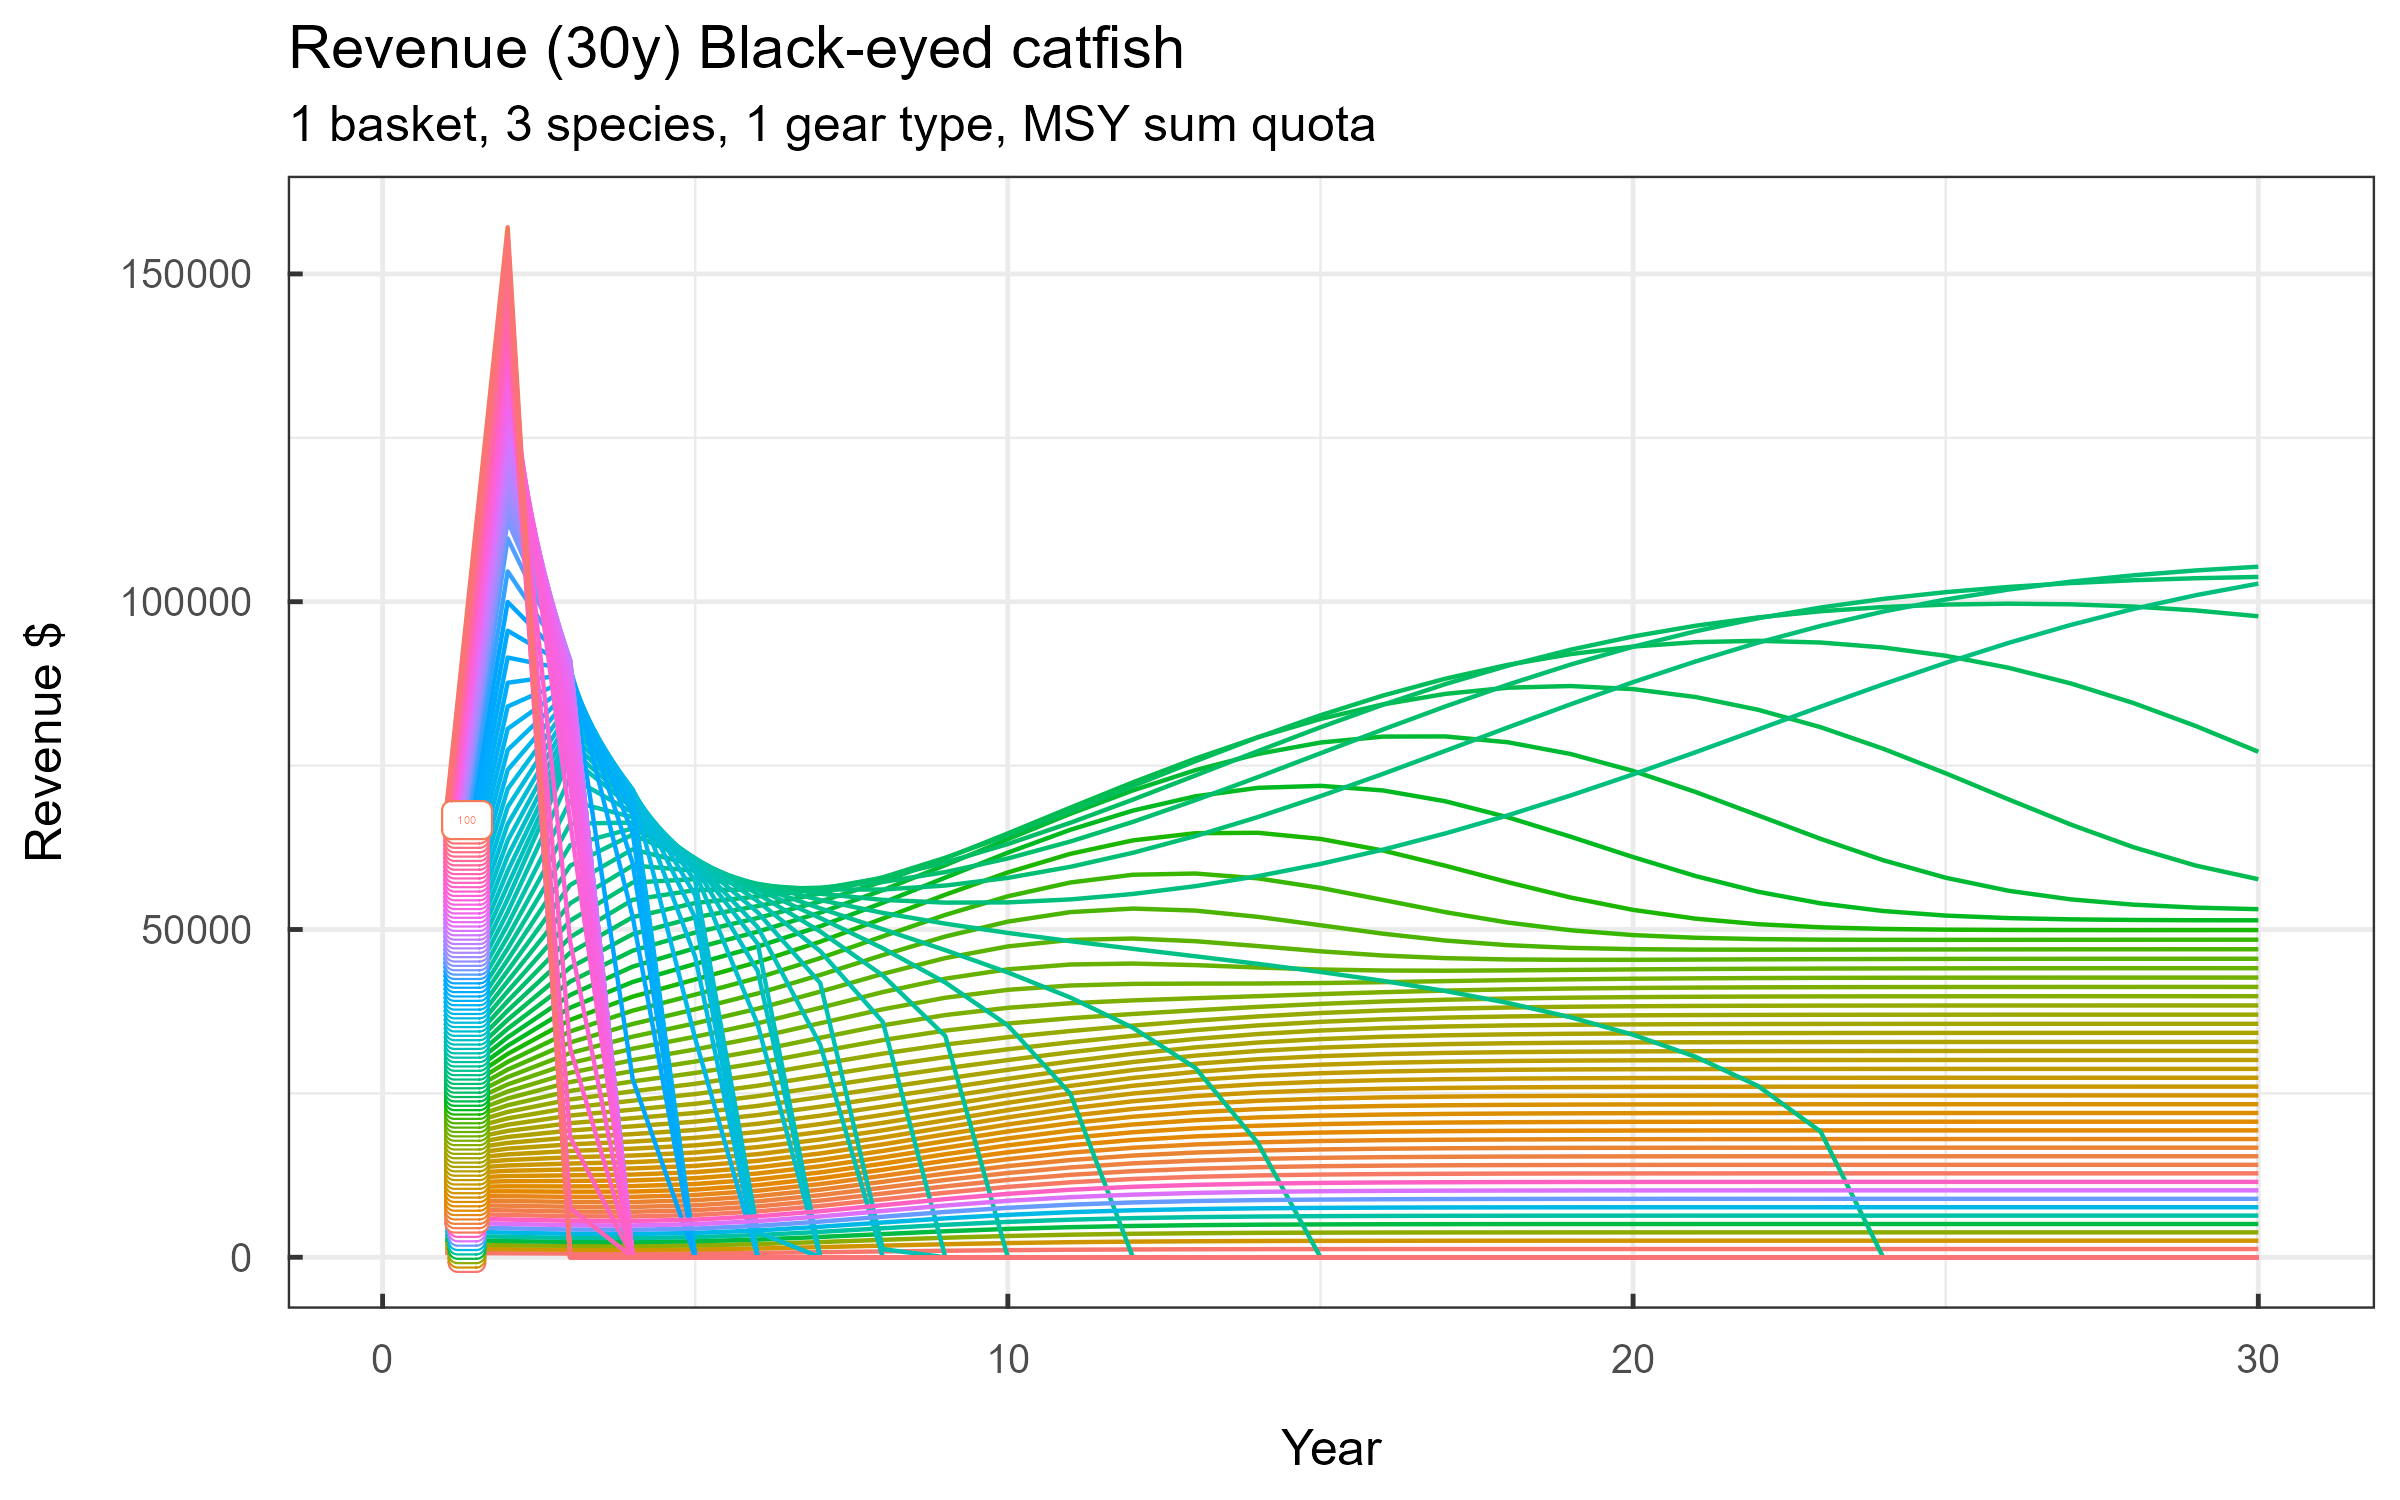 Revenue (30y) Black-eyed catfish
1 basket, 3 species, 1 gear type, MSY sum quota
Revenue $
150000
100000
50000
0
100
0 10 20 30
Year